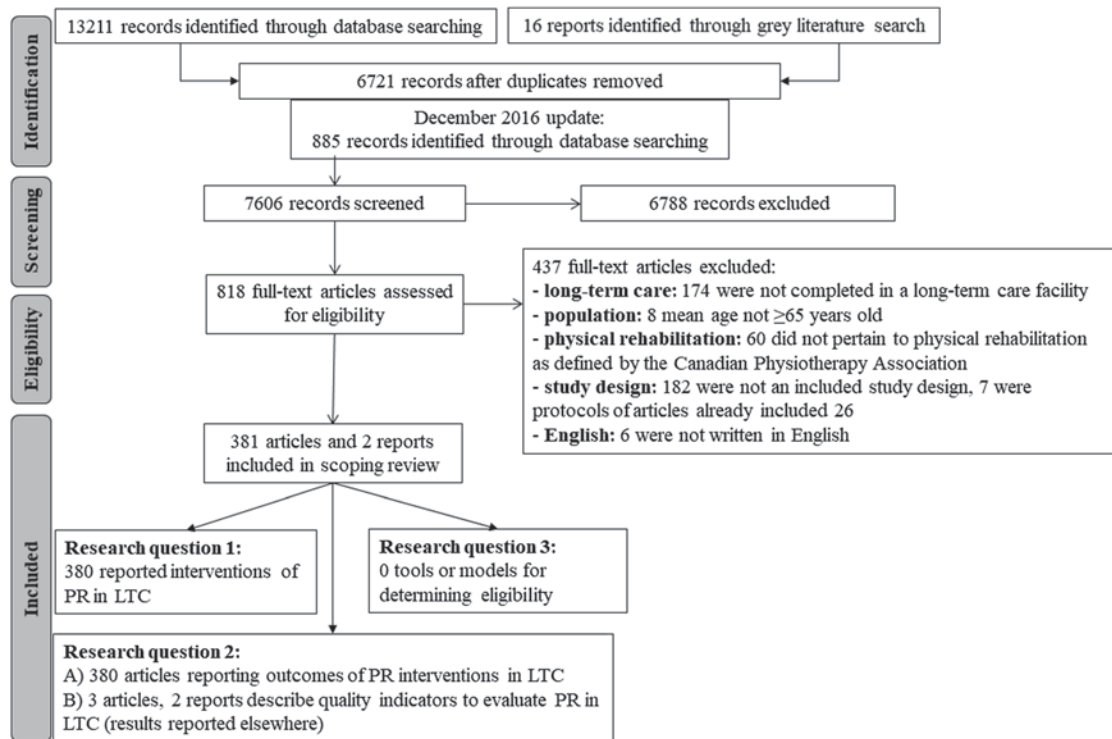 13211 records identified through database searching
16 reports identified through grey literature search
6721 records after duplicates removed
December 2016 update:
885 records identified through database searching
Identification
7606 records screened
6788 records excluded
Screening
818 full-text articles assessed
for eligibility
437 full-text articles excluded:
- long-term care: 174 were not completed in a long-term care facility
- population: 8 mean age not ≥65 years old
- physical rehabilitation: 60 did not pertain to physical rehabilitation
as defined by the Canadian Physiotherapy Association
- study design: 182 were not an included study design, 7 were
protocols of articles already included 26
- English: 6 were not written in English
Eligibility
381 articles and 2 reports
included in scoping review
Research question 1:
380 reported interventions of
PR in LTC
Research question 3:
0 tools or models for
determining eligibility
Included
Research question 2:
A) 380 articles reporting outcomes of PR interventions in LTC
B) 3 articles, 2 reports describe quality indicators to evaluate PR in
LTC (results reported elsewhere)